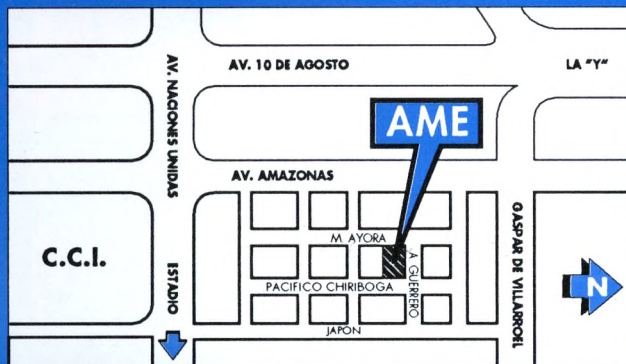 AV. 10 DE AGOSTO
LA "Y"
AV. NACIONES UNIDAS
AME
AV. AMAZONAS
M. AYORA
C.C.I.
A. GUERRERO
GASPAR DE VILLARROEL
PACIFICO CHIRIBOGA
ESTADIO
N
JAPON